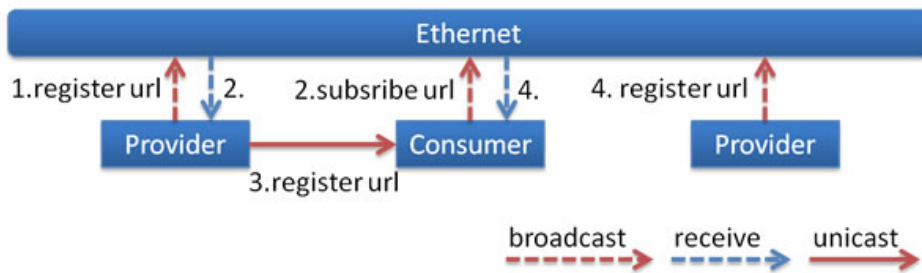 Ethernet
1.register url
2.
2.subsribe url
4.
4. register url
Provider
Consumer
Provider
3.register url
broadcast
receive
unicast